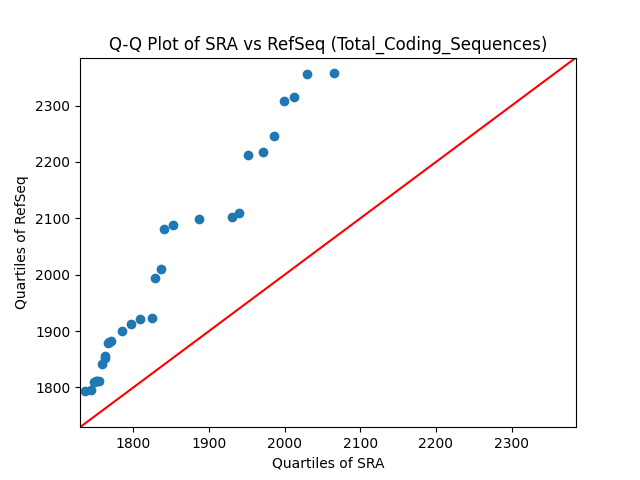 Q-Q Plot of SRA vs RefSeq (Total_Coding_Sequences)
Quartiles of RefSeq
2300
2200
2100
2000
1900
1800
1800 1900 2000 2100 2200 2300
Quartiles of SRA